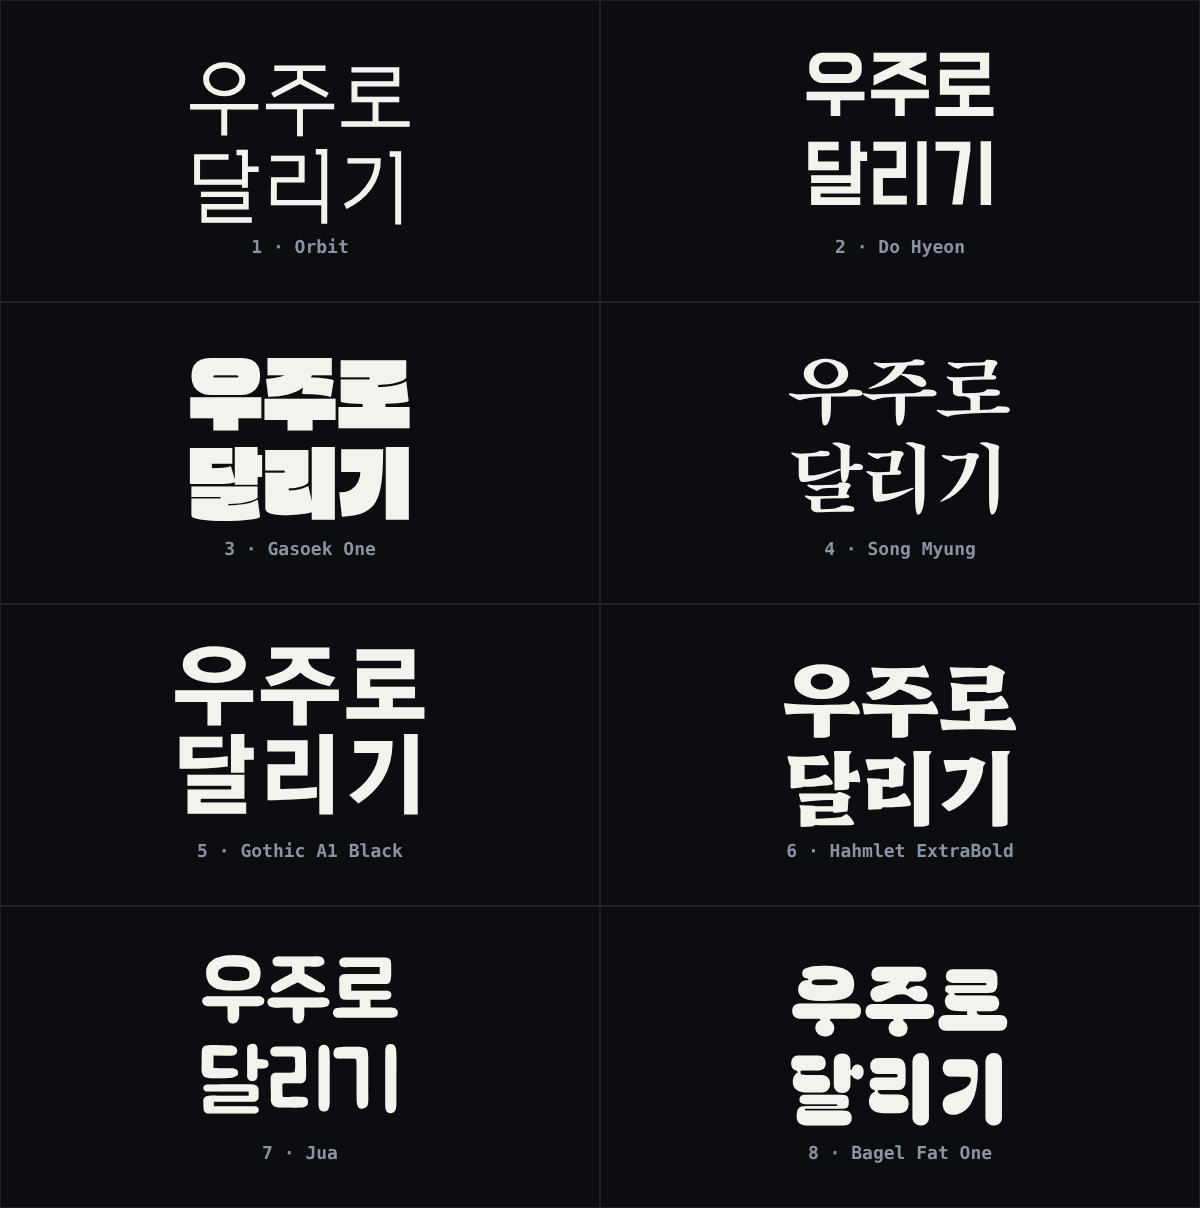 우주로
달리기
1 · Orbit
우주로
달리기
2 · Do Hyeon
우주로
달리기
3 · Gasoek One
우주로
달리기
4 · Song Myung
우주로
달리기
5 · Gothic A1 Black
우주로
달리기
6 · Hahmlet ExtraBold
우주로
달리기
7 · Jua
우주로
달리기
8 · Bagel Fat One